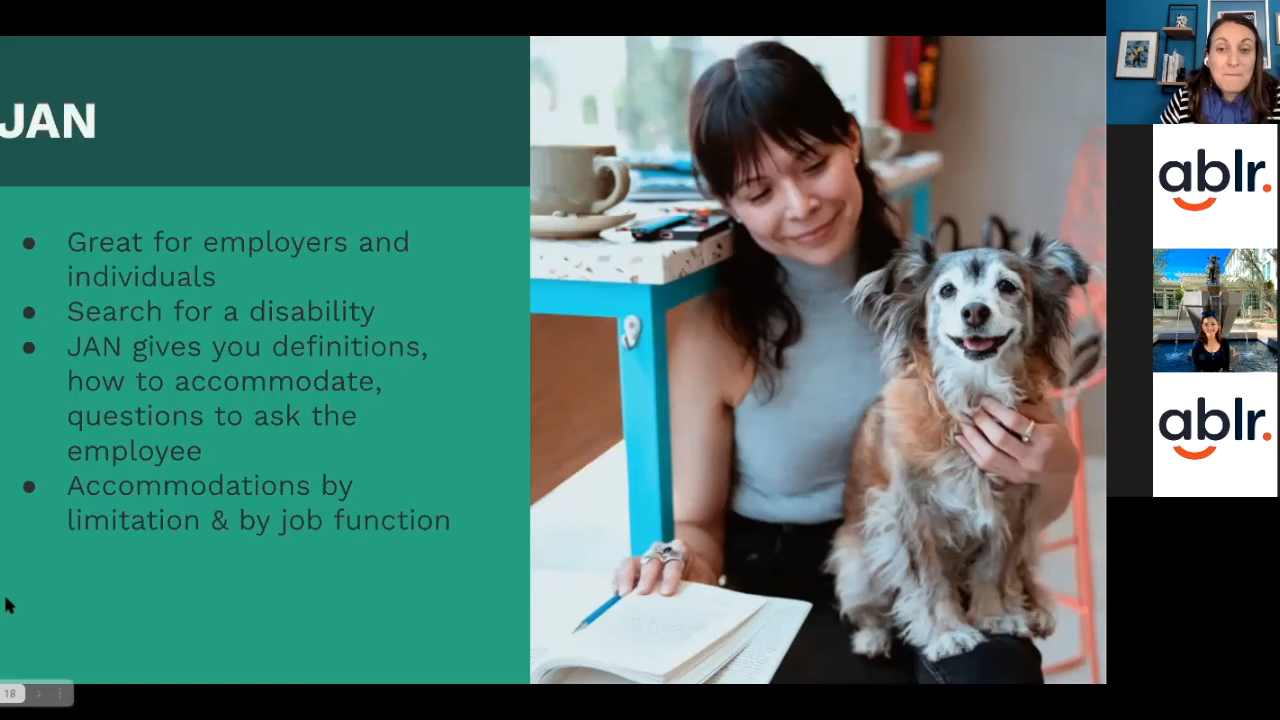 JAN
● Great for employers and
individuals
● Search for a disability
● JAN gives you definitions,
how to accommodate,
questions to ask the
employee
● Accommodations by
limitation & by job function
18
ablr.
ablr.